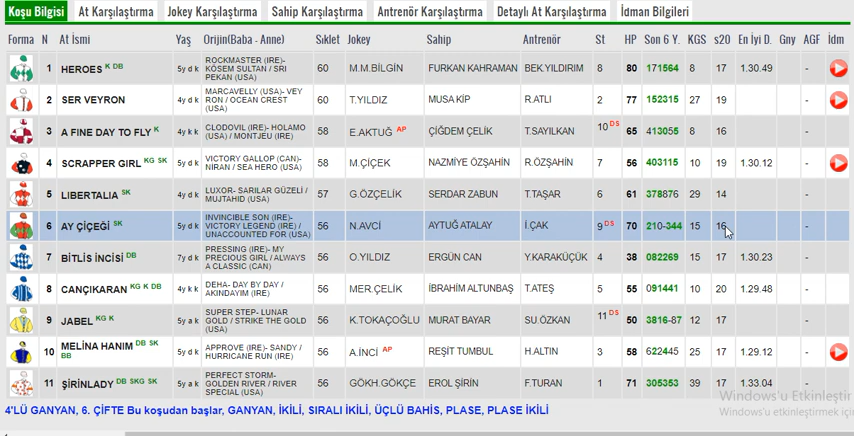 Koşu Bilgisi At Karşılaştırma Jokey Karşılaştırma Sahip Karşılaştırma Antrenör Karşılaştırma Detaylı At Karşılaştırma İdman Bilgileri
Forma N At İsmi Yaş Orijin(Baba - Anne) Sıklet Jokey Sahip Antrenör St HP Son 6 Y. KGS s20 En İyi D. Gny AGF İdm
1 HEROES K DB 5y d k ROCKMASTER (IRE)- KÖSEM SULTAN / SRI PEKAN (USA) 60 M.M.BİLGİN FURKAN KAHRAMAN BEK.YILDIRIM 8 80 171564 8 17 1.30.49 -
2 SER VEYRON 4y d k MARCAVELLY (USA)- VEY RON / OCEAN CREST (USA) 60 T.YILDIZ MUSA KİP R.ATLI 2 77 152315 27 19 -
3 A FINE DAY TO FLY K 4y k k CLODOVIL (IRE)- HOLAMO (USA) / MONTJEU (IRE) 58 E.AKTUĞ AP ÇİĞDEM ÇELİK T.SAYILKAN 10 DS 65 413055 8 16 -
4 SCRAPPER GIRL KG SK 5y d k VICTORY GALLOP (CAN)- NIRAN / SEA HERO (USA) 58 M.ÇİÇEK NAZMİYE ÖZŞAHİN R.ÖZŞAHİN 7 56 403115 10 19 1.30.12 -
5 LIBERTALIA SK 4y d k LUXOR- SARILAR GÜZELİ / MUJTAHID (USA) 57 G.ÖZÇELİK SERDAR ZABUN T.TAŞAR 6 61 378876 29 14 -
6 AY ÇİÇEĞİ SK 5y d k INVINCIBLE SON (IRE)- VICTORY LEGEND (IRE) / UNACCOUNTED FOR (USA) 56 N.AVCİ AYTUĞ ATALAY İ.ÇAK 9 DS 70 210-344 15 16 -
7 BİTLİS İNCİSİ DB 7y d k PRESSING (IRE)- MY PRECIOUS GIRL / ALWAYS A CLASSIC (CAN) 56 O.YILDIZ ERGÜN CAN Y.KARAKÜÇÜK 4 38 082269 15 17 1.30.23 -
8 CANÇIKARAN KG K DB 4y k k DEHA- DAY BY DAY / AKINDAYIM (IRE) 56 MER.ÇELİK İBRAHİM ALTUNBAŞ T.ATEŞ 5 55 091441 10 20 1.29.48 -
9 JABEL KG K 5y a k SUPER STEP- LUNAR GOLD / STRIKE THE GOLD (USA) 56 K.TOKAÇOĞLU MURAT BAYAR SU.ÖZKAN 11 DS 50 3816-87 12 17 -
10 MELİNA HANIM DB SK BB 5y d k APPROVE (IRE)- SANDY / HURRICANE RUN (IRE) 56 A.İNCİ AP REŞİT TUMBUL H.ALTIN 3 58 622445 25 17 1.29.12 -
11 ŞİRİNLADY DB SKG SK 5y a k PERFECT STORM- GOLDEN RIVER / RIVER SPECIAL (USA) 56 GÖKH.GÖKÇE EROL ŞİRİN F.TURAN 1 71 305353 39 17 1.33.04 -
Windows'u Etkinleştir
4'LÜ GANYAN, 6. ÇİFTE Bu koşudan başlar, GANYAN, İKİLİ, SIRALI İKİLİ, ÜÇLÜ BAHİS, PLASE, PLASE İKİLİ
Windows'u etkinleştirmek için